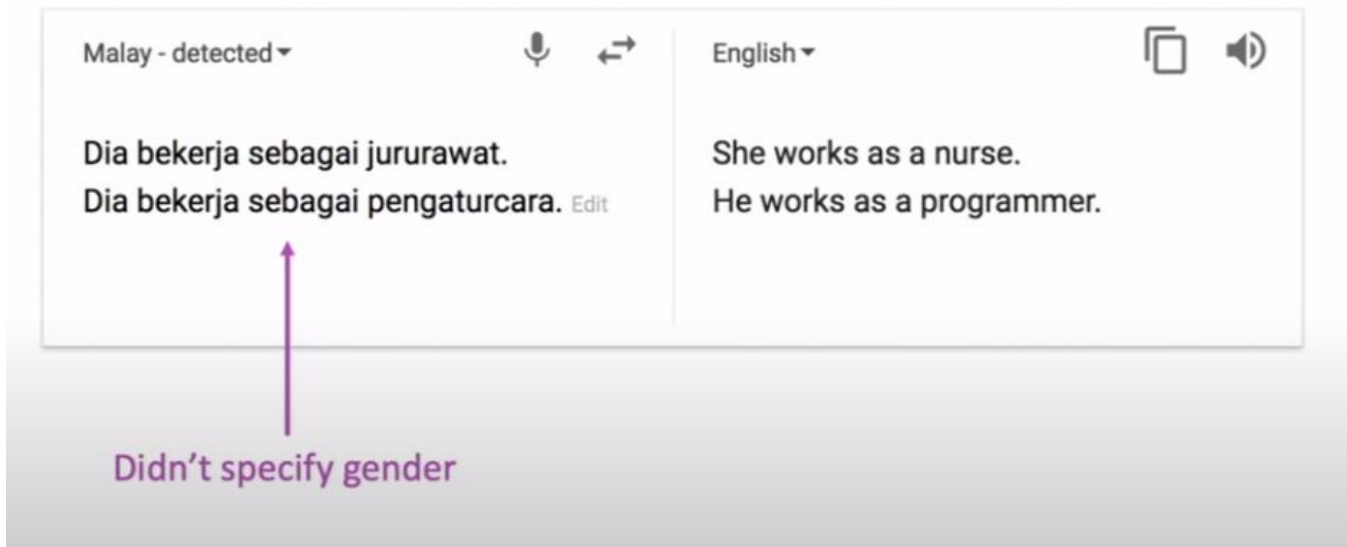 Malay - detected
English
Dia bekerja sebagai jururawat.
Dia bekerja sebagai pengaturcara. Edit
She works as a nurse.
He works as a programmer.
Didn't specify gender